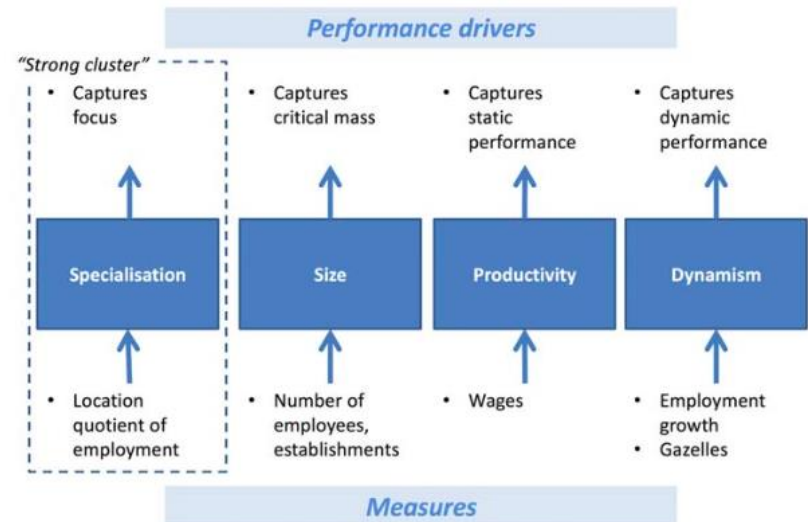 Performance drivers
“Strong cluster”
• Captures
focus
• Captures
critical mass
• Captures
static
performance
• Captures
dynamic
performance
Specialisation
Size
Productivity
Dynamism
• Location
quotient of
employment
• Number of
employees,
establishments
• Wages
• Employment
growth
• Gazelles
Measures